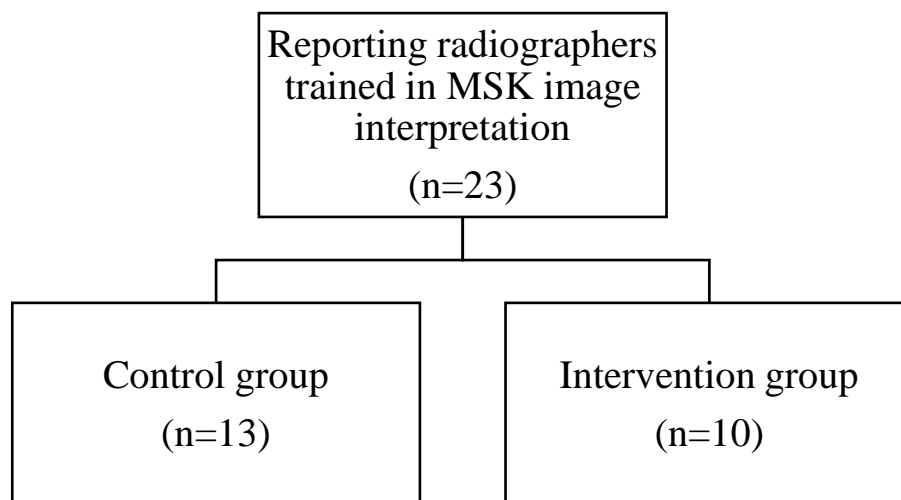 Reporting radiographers
trained in MSK image
interpretation
(n=23)
Control group
(n=13)
Intervention group
(n=10)